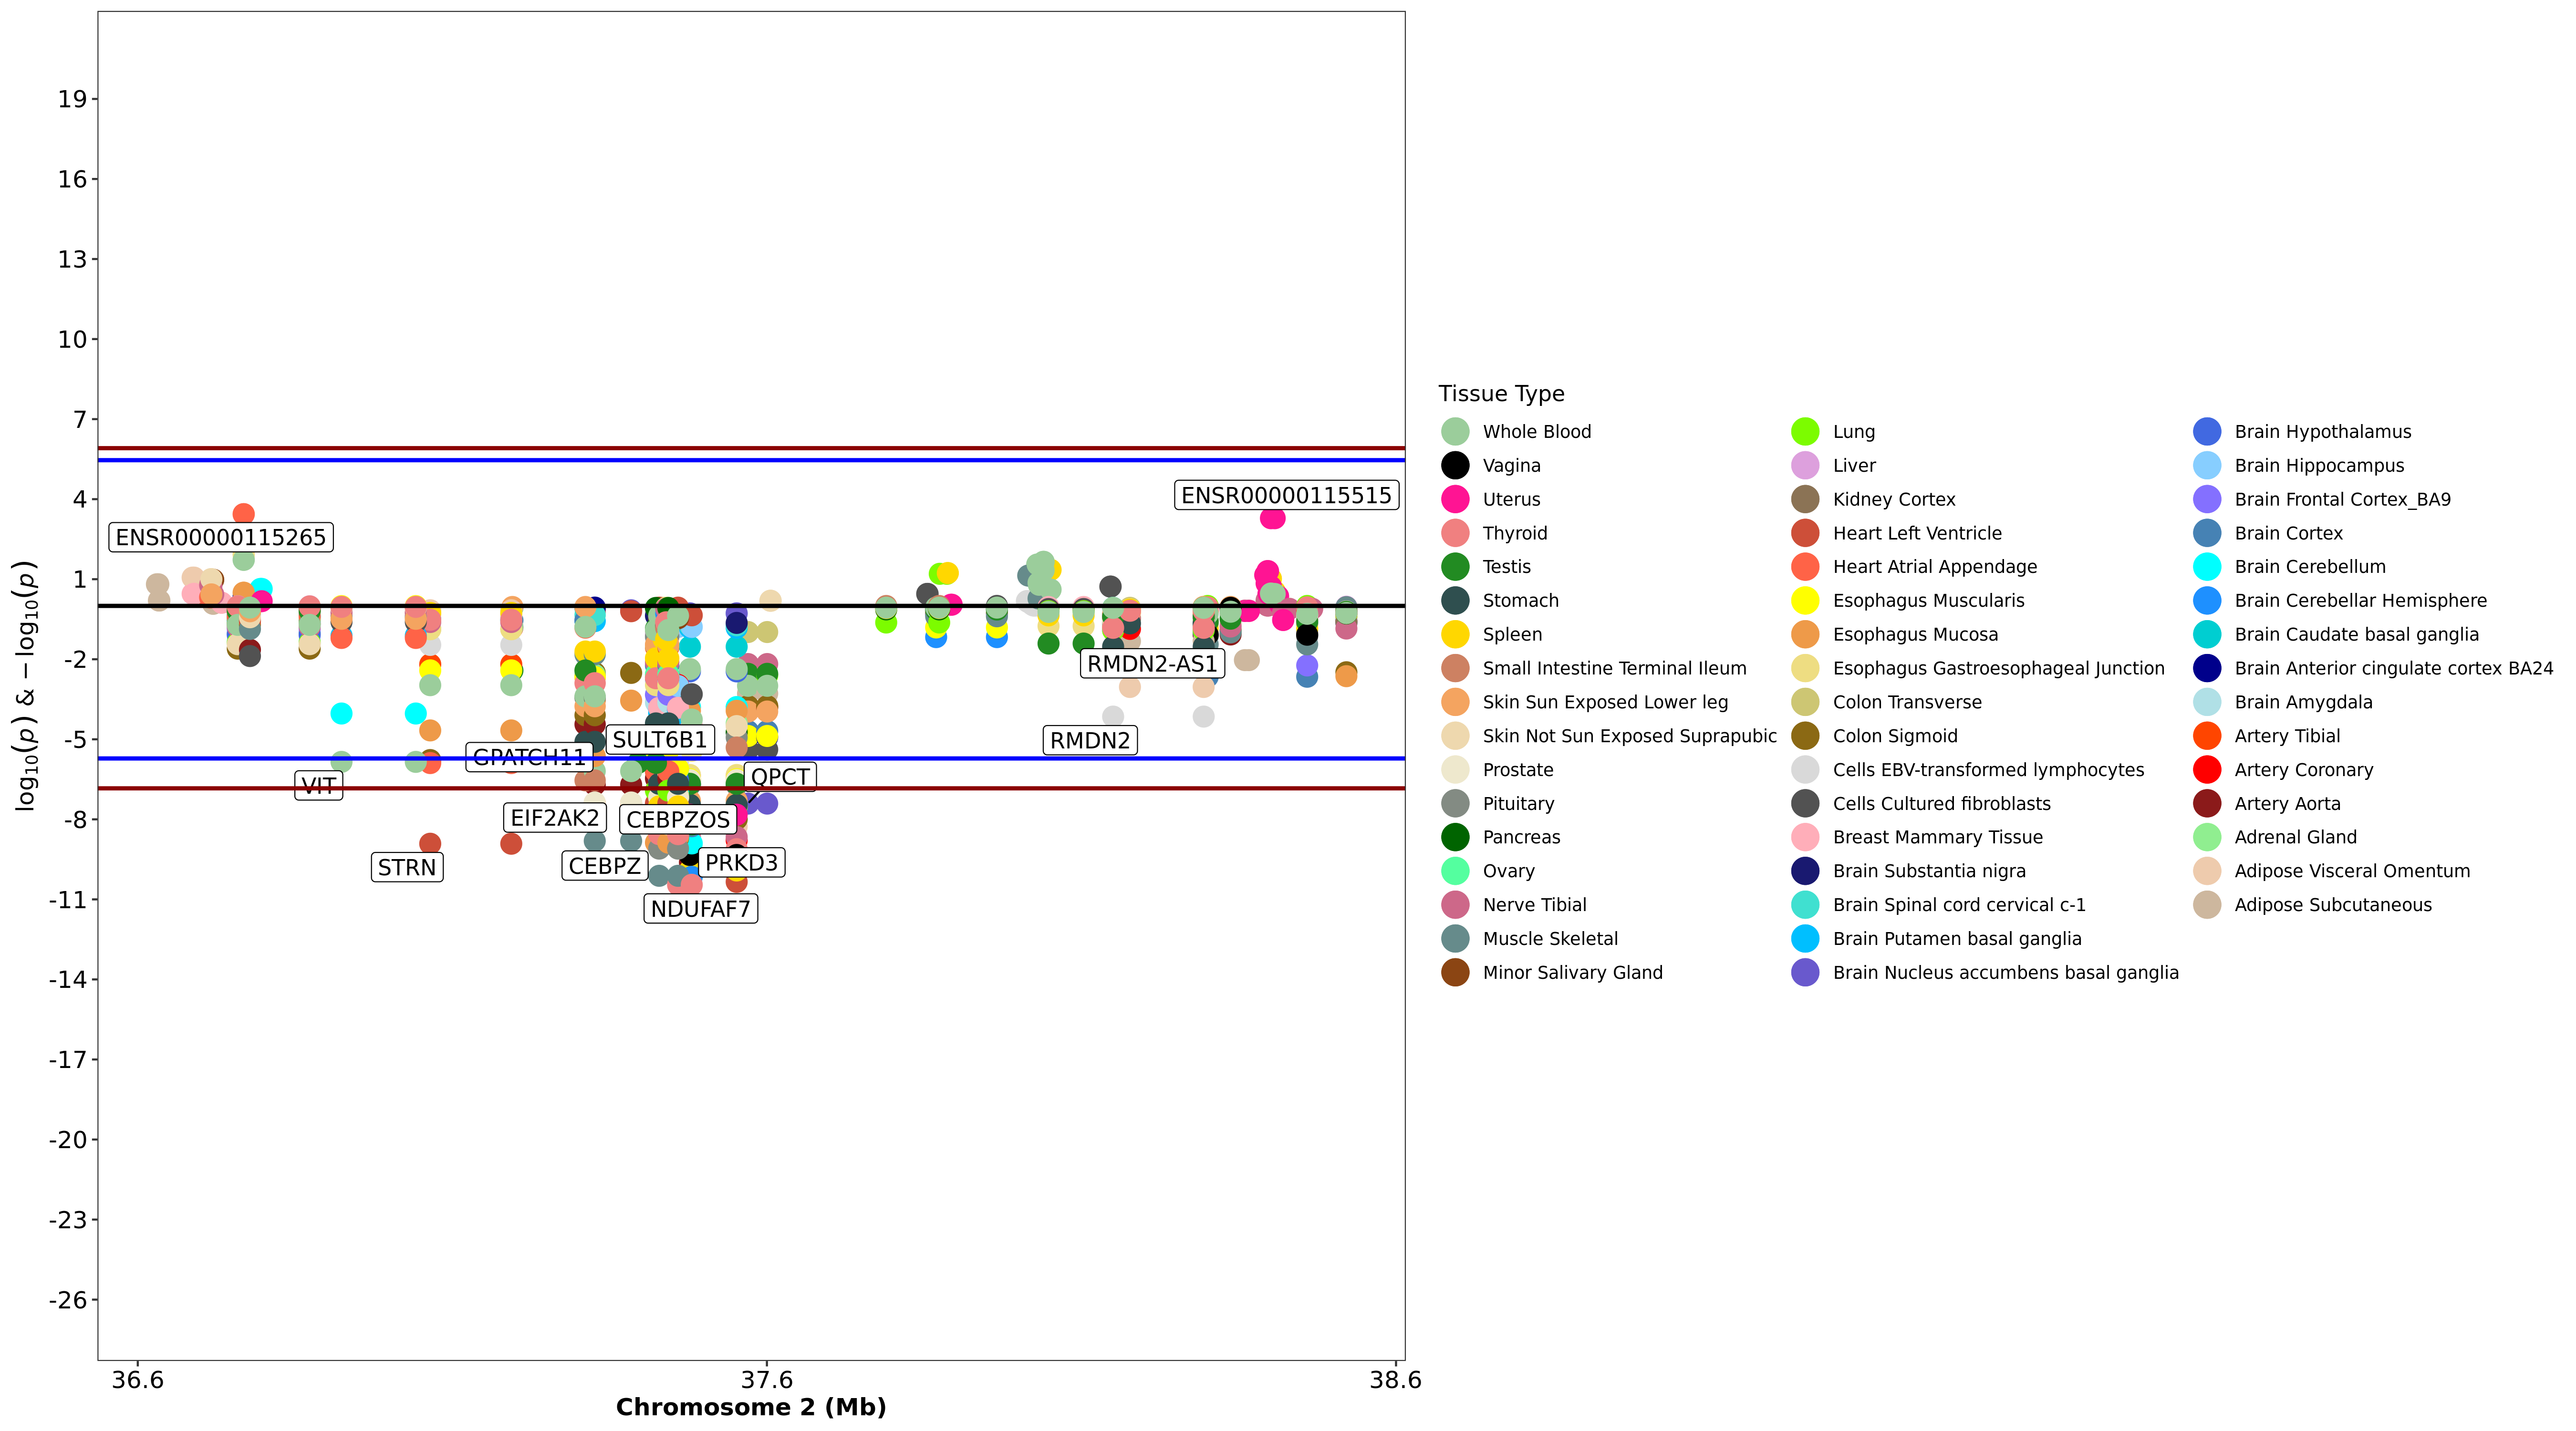 19
16
13
10
7
4
1
-2
-5
-8
-11
-14
-17
-20
-23
-26
log10(p) & − log10(p)
ENSR00000115265
ENSR00000115515
RMDN2-AS1
RMDN2
SULT6B1
GPATCH11
VIT
QPCT
EIF2AK2
CEBPZOS
STRN
CEBPZ
PRKD3
NDUFAF7
36.6
37.6
38.6
Chromosome 2 (Mb)
Tissue Type
Whole Blood
Vagina
Uterus
Thyroid
Testis
Stomach
Spleen
Small Intestine Terminal Ileum
Skin Sun Exposed Lower leg
Skin Not Sun Exposed Suprapubic
Prostate
Pituitary
Pancreas
Ovary
Nerve Tibial
Muscle Skeletal
Minor Salivary Gland
Lung
Liver
Kidney Cortex
Heart Left Ventricle
Heart Atrial Appendage
Esophagus Muscularis
Esophagus Mucosa
Esophagus Gastroesophageal Junction
Colon Transverse
Colon Sigmoid
Cells EBV-transformed lymphocytes
Cells Cultured fibroblasts
Breast Mammary Tissue
Brain Substantia nigra
Brain Spinal cord cervical c-1
Brain Putamen basal ganglia
Brain Nucleus accumbens basal ganglia
Brain Hypothalamus
Brain Hippocampus
Brain Frontal Cortex_BA9
Brain Cortex
Brain Cerebellum
Brain Cerebellar Hemisphere
Brain Caudate basal ganglia
Brain Anterior cingulate cortex BA24
Brain Amygdala
Artery Tibial
Artery Coronary
Artery Aorta
Adrenal Gland
Adipose Visceral Omentum
Adipose Subcutaneous